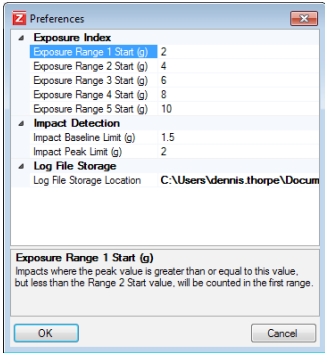 Z Preferences
Exposure Index
Exposure Range 1 Start (g) 2
Exposure Range 2 Start (g) 4
Exposure Range 3 Start (g) 6
Exposure Range 4 Start (g) 8
Exposure Range 5 Start (g) 10
Impact Detection
Impact Baseline Limit (g) 1.5
Impact Peak Limit (g) 2
Log File Storage
Log File Storage Location C:\Users\dennis.thorpe\Docum
Exposure Range 1 Start (g)
Impacts where the peak value is greater than or equal to this value,
but less than the Range 2 Start value, will be counted in the first range.
OK Cancel